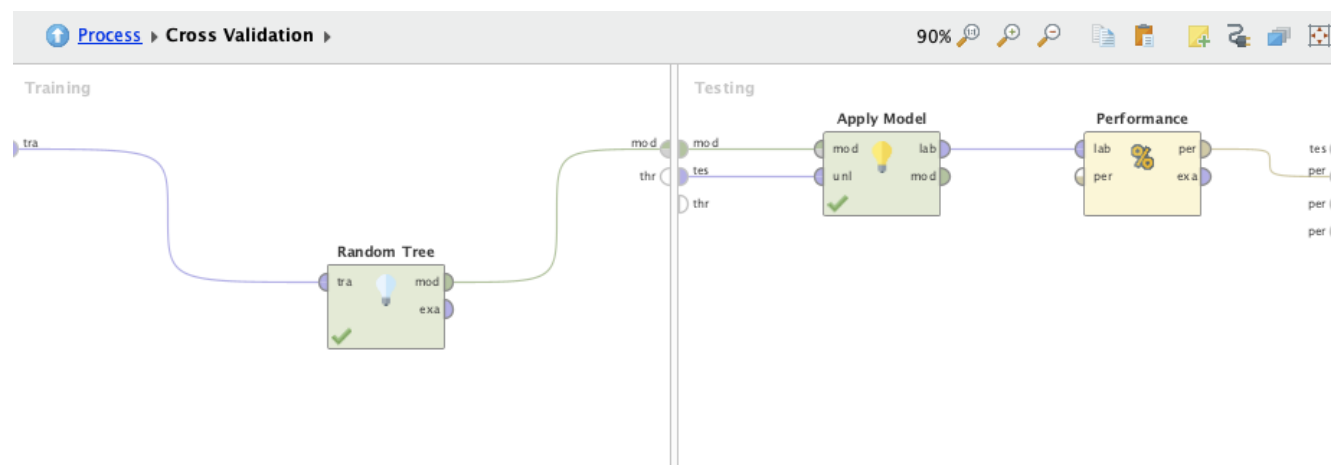 Process ▸ Cross Validation ▸
90%
Training
Testing
tra
mod
thr
Random Tree
tra
mod
exa
mod
tes
thr
Apply Model
mod
lab
unl
mod
Performance
lab
per
per
exa
tes
per
per
per